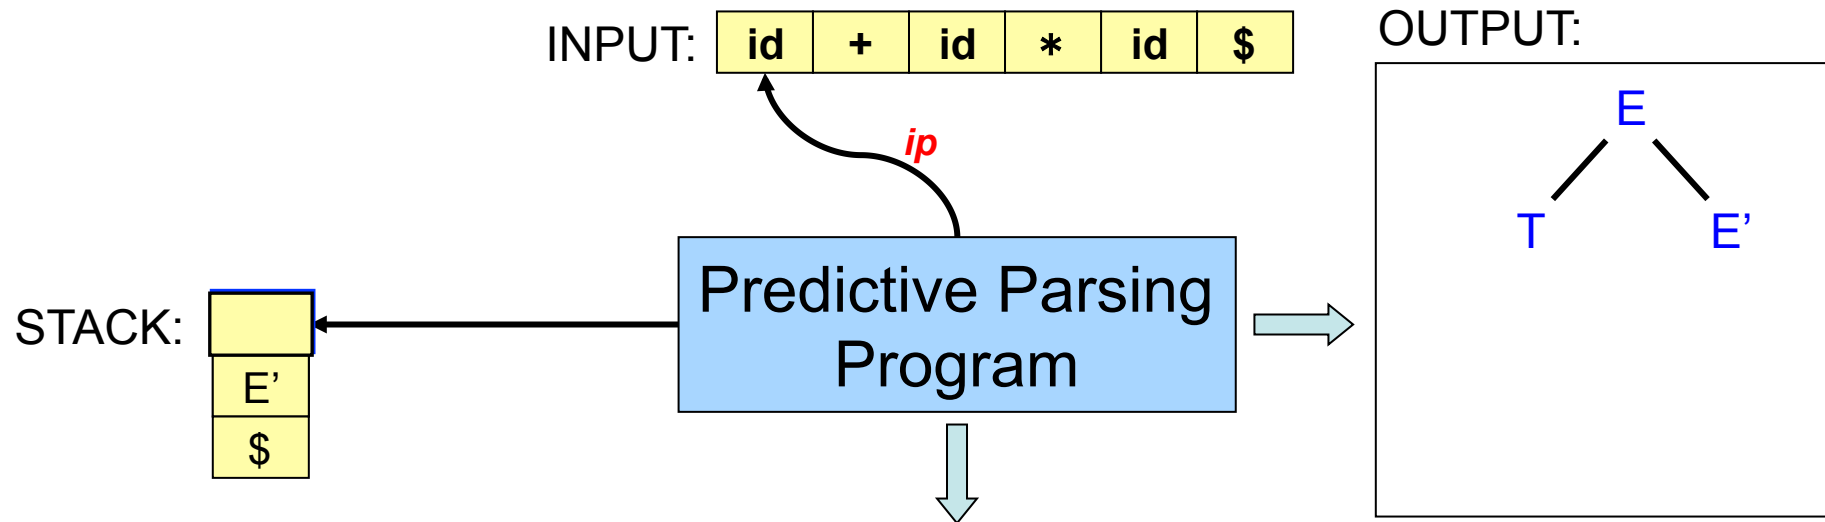 INPUT: id + id * id $
OUTPUT:
E
ip
T E’
Predictive Parsing
Program
STACK:
E’
$